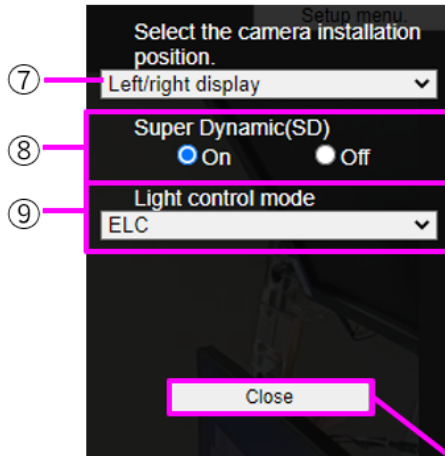 Setup menu.
Select the camera installation
position.
⑦
Left/right display
⑧
Super Dynamic(SD)
On Off
⑨
Light control mode
ELC
Close